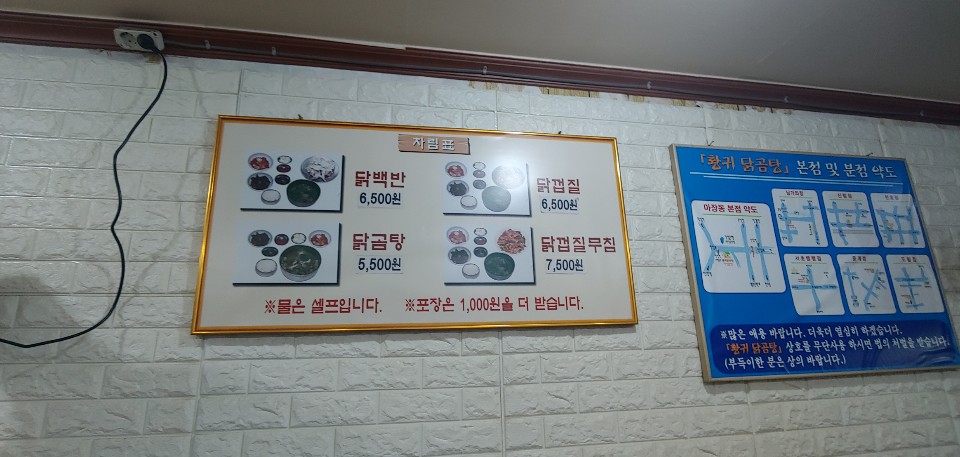 차림표
닭백반
6,500원
닭껍질
6,500원
닭곰탕
5,500원
닭껍질무침
7,500원
※물은 셀프입니다. ※포장은 1,000원을 더 받습니다.
「황귀 닭곰탕」 본점 및 분점 약도
마장동 본점 약도
※많은 애용 바랍니다. 더욱더 열심히 하겠습니다.
「황귀 닭곰탕」 상호를 무단사용 하시면 법의 처벌을 받습니다.
(부득이한 분은 상의 바랍니다.)